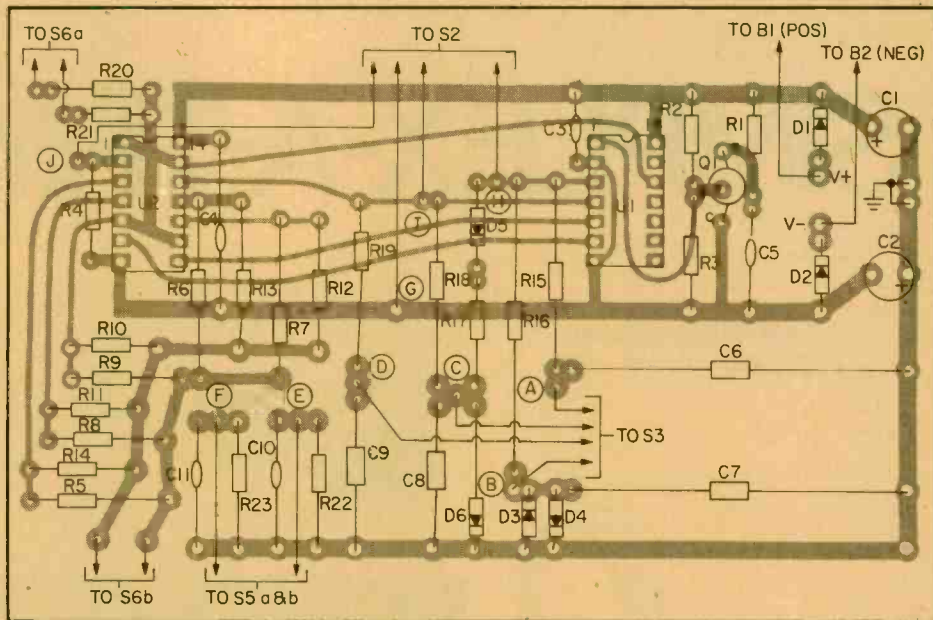 TO S6a
TO S2
TO B1 (POS)
TO B2 (NEG)
R20
R21
C3
R2
R1
D1
C1
+
J
U2
R4
C4
I
H
D5
U1
Q1
V+
V-
R6
R13
R12
R19
G
R18
R15
R3
C5
D2
C2
+
R7
R17
R16
R10
R9
D
C
A
C6
R11
F
E
R8
TO S3
R14
C11
C10
C9
C8
B
C7
R5
R23
R22
D6
D3
D4
TO S6b
TO S5 a&b